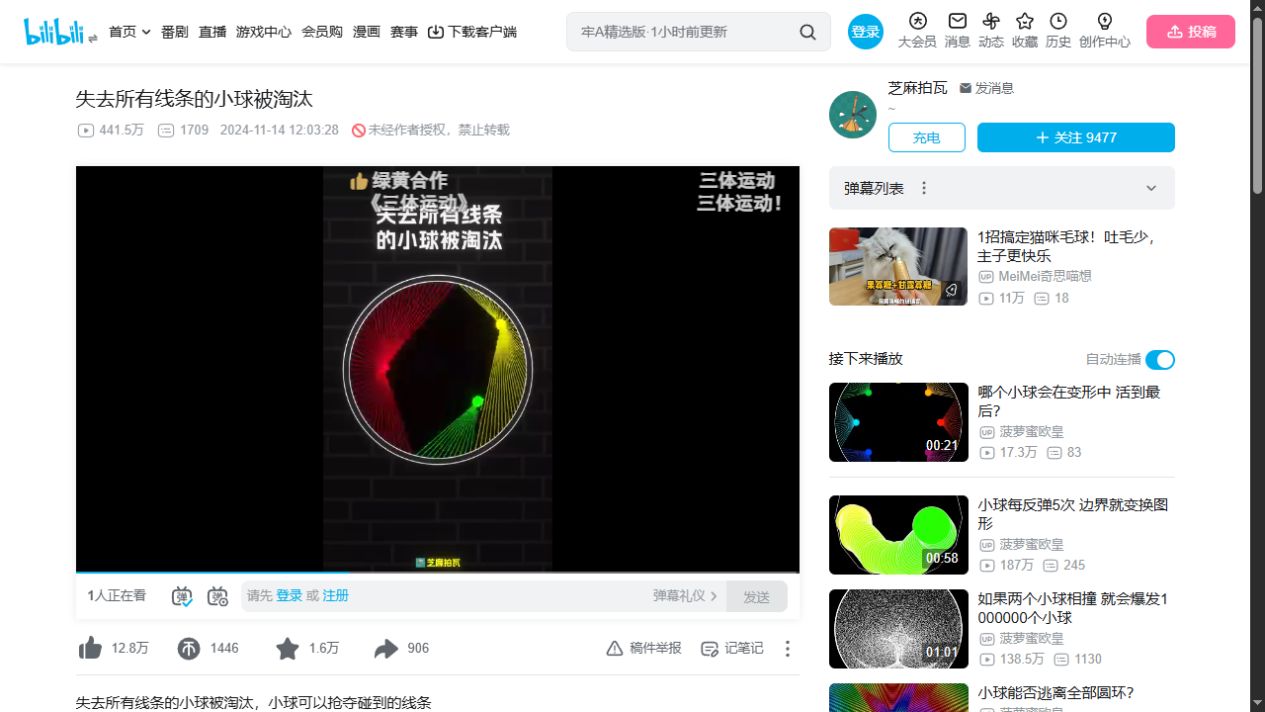 bilibili
首页
番剧
直播
游戏中心
会员购
漫画
赛事
下载客户端
牢A精选版·1小时前更新
登录
大会员
消息
动态
收藏
历史
创作中心
投稿
失去所有线条的小球被淘汰
441.5万
1709
2024-11-14 12:03:28
未经作者授权，禁止转载
芝麻拍瓦
发消息
~
充电
+ 关注 9477
绿黄合作
《三体运动》
三体运动
三体运动！
失去所有线条
的小球被淘汰
芝麻拍瓦
弹幕列表
1招搞定猫咪毛球！吐毛少，
主子更快乐
MeiMei奇思喵想
11万
18
接下来播放
自动连播
00:21
哪个小球会在变形中 活到最
后？
菠萝蜜欧皇
17.3万
83
00:58
小球每反弹5次 边界就变换图
形
菠萝蜜欧皇
187万
245
01:01
如果两个小球相撞 就会爆发1
000000个小球
菠萝蜜欧皇
138.5万
1130
小球能否逃离全部圆环？
1人正在看
请先 登录 或 注册
弹幕礼仪
发送
12.8万
1446
1.6万
906
稿件举报
记笔记
失去所有线条的小球被淘汰，小球可以抢夺碰到的线条